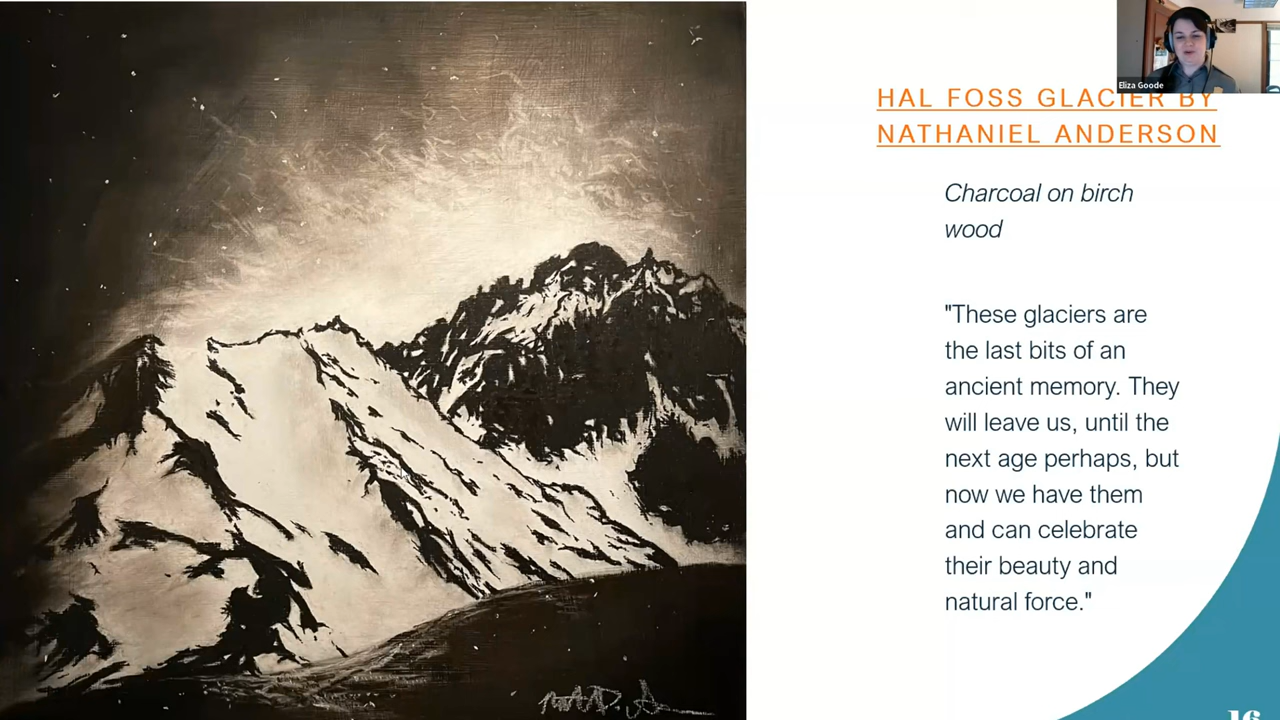 Eliza Goode
HAL FOSS GLACIER BY
NATHANIEL ANDERSON
Charcoal on birch
wood
"These glaciers are
the last bits of an
ancient memory. They
will leave us, until the
next age perhaps, but
now we have them
and can celebrate
their beauty and
natural force."
16